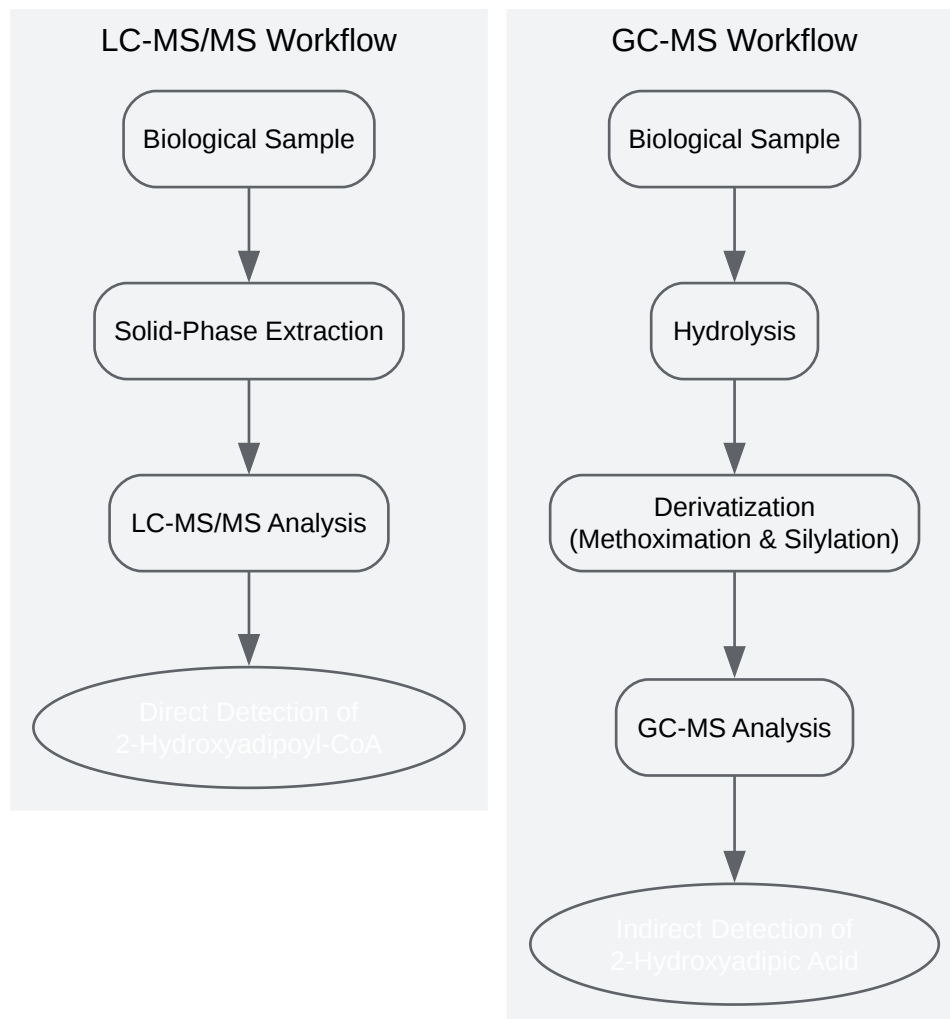 LC-MS/MS Workflow
Biological Sample
Solid-Phase Extraction
LC-MS/MS Analysis
Direct Detection of
2-Hydroxyadipoyl-CoA
GC-MS Workflow
Biological Sample
Hydrolysis
Derivatization
(Methoximation & Silylation)
GC-MS Analysis
Indirect Detection of
2-Hydroxyadipic Acid